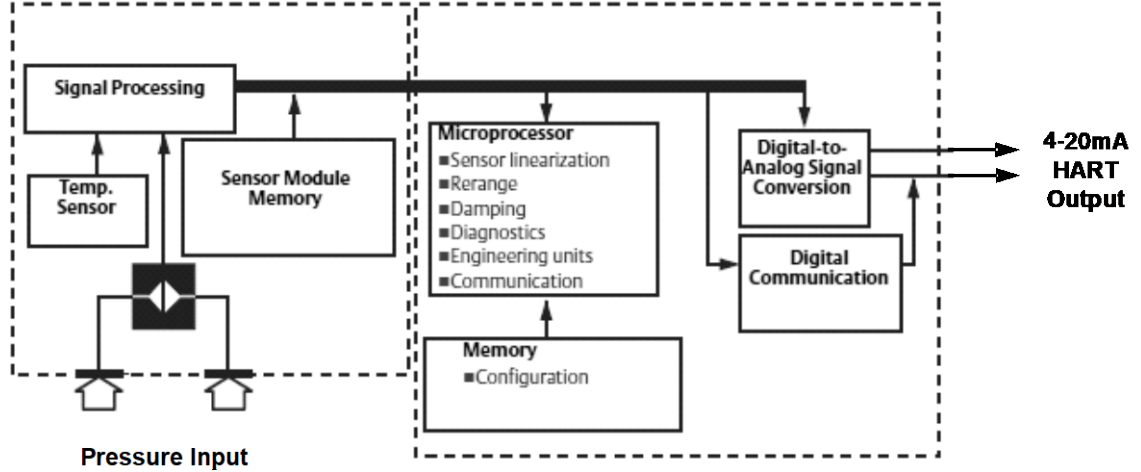 Signal Processing
Temp.
Sensor
Sensor Module
Memory
Pressure Input
Microprocessor
■Sensor linearization
■Rerange
■Damping
■Diagnostics
■Engineering units
■Communication
Memory
■Configuration
Digital-to-
Analog Signal
Conversion
Digital
Communication
4-20mA
HART
Output